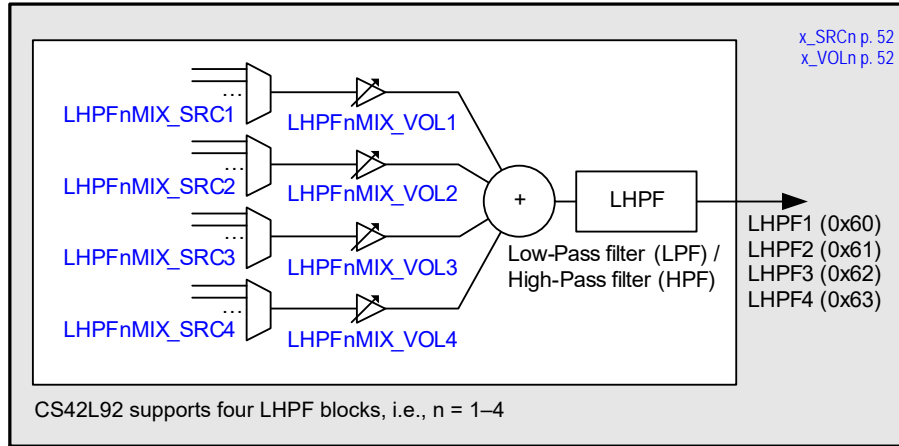 x_SRCn p. 52
x_VOLn p. 52
...
LHPFnMIX_SRC1
LHPFnMIX_VOL1
...
LHPFnMIX_SRC2
LHPFnMIX_VOL2
...
LHPFnMIX_SRC3
LHPFnMIX_VOL3
...
LHPFnMIX_SRC4
LHPFnMIX_VOL4
+
LHPF
Low-Pass filter (LPF) /
High-Pass filter (HPF)
LHPF1 (0x60)
LHPF2 (0x61)
LHPF3 (0x62)
LHPF4 (0x63)
CS42L92 supports four LHPF blocks, i.e., n = 1–4